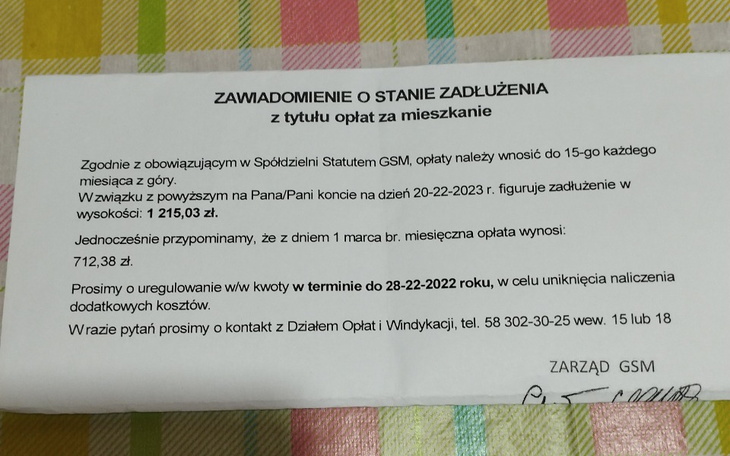 ZAWIADOMIENIE O STANIE ZADŁUŻENIA
z tytułu opłat za mieszkanie
Zgodnie z obowiązującym w Spółdzielni Statutem GSM, opłaty należy wnosić do 15-go każdego
miesiąca z góry.
W związku z powyższym na Pana/Pani koncie na dzień 20-22-2023 r. figuruje zadłużenie w
wysokości: 1 215,03 zł.
Jednocześnie przypominamy, że z dniem 1 marca br. miesięczna opłata wynosi:
712,38 zł.
Prosimy o uregulowanie w/w kwoty w terminie do 28-22-2022 roku, w celu uniknięcia naliczenia
dodatkowych kosztów.
W razie pytań prosimy o kontakt z Działem Opłat i Windykacji, tel. 58 302-30-25 wew. 15 lub 18
ZARZĄD GSM